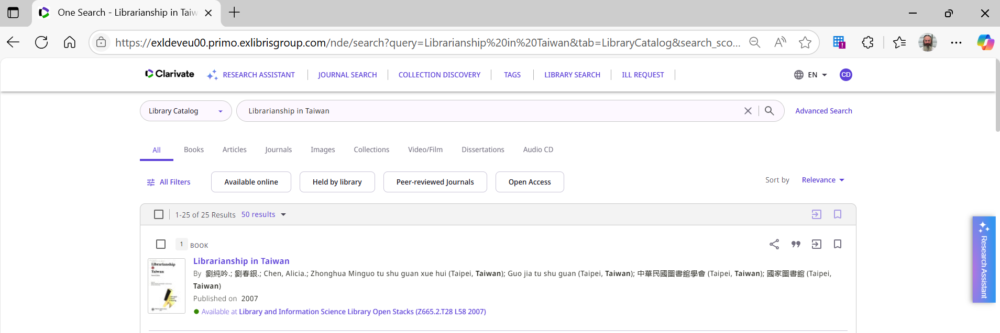 One Search - Librarianship in Taiw
https://exldeveu00.primo.exlibrisgroup.com/nde/search?query=Librarianship%20in%20Taiwan&tab=LibraryCatalog&search_sco...
Clarivate RESEARCH ASSISTANT JOURNAL SEARCH COLLECTION DISCOVERY TAGS LIBRARY SEARCH ILL REQUEST EN CD
Library Catalog Librarianship in Taiwan Advanced Search
All Books Articles Journals Images Collections Video/Film Dissertations Audio CD
All Filters Available online Held by library Peer-reviewed Journals Open Access Sort by Relevance
1-25 of 25 Results 50 results
1 BOOK
Librarianship in Taiwan
By 劉純吟.; 劉春銀.; Chen, Alicia.; Zhonghua Minguo tu shu guan xue hui (Taipei, Taiwan); Guo jia tu shu guan (Taipei, Taiwan); 中華民國圖書館學會 (Taipei, Taiwan); 國家圖書館 (Taipei,
Taiwan)
Published on 2007
Available at Library and Information Science Library Open Stacks (Z665.2.T28 L58 2007)
Librarianship
Taiwan
Research Assistant